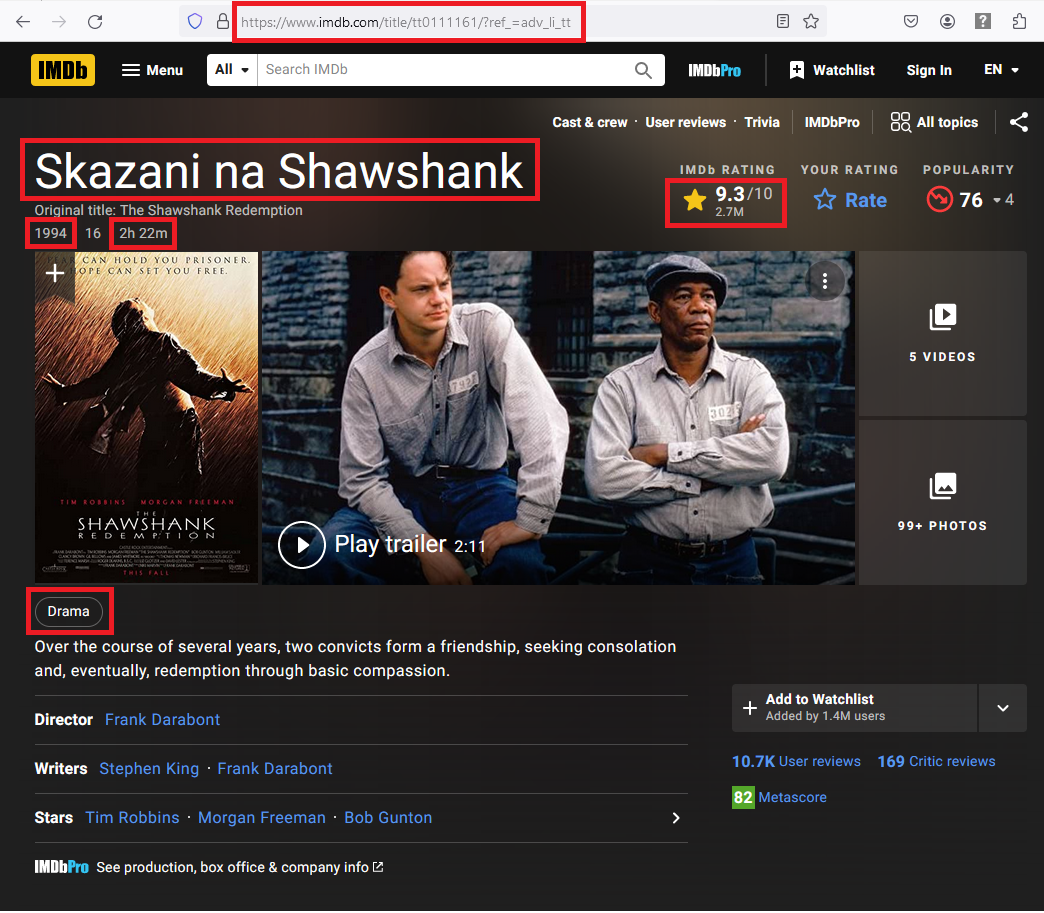 https://www.imdb.com/title/tt0111161/?ref_=adv_li_tt
IMDb Menu All Search IMDb IMDbPro Watchlist Sign In EN
Cast & crew · User reviews · Trivia IMDbPro All topics
Skazani na Shawshank
Original title: The Shawshank Redemption
1994 16 2h 22m
IMDb RATING YOUR RATING POPULARITY
9.3/10 Rate 76 4
2.7M
FEAR CAN HOLD YOU PRISONER.
HOPE CAN SET YOU FREE.
TIM ROBBINS MORGAN FREEMAN
THE
SHAWSHANK
REDEMPTION
THIS FALL
Play trailer 2:11
5 VIDEOS
99+ PHOTOS
Drama
Over the course of several years, two convicts form a friendship, seeking consolation
and, eventually, redemption through basic compassion.
Director Frank Darabont
Writers Stephen King · Frank Darabont
Stars Tim Robbins · Morgan Freeman · Bob Gunton
IMDbPro See production, box office & company info
Add to Watchlist
Added by 1.4M users
10.7K User reviews 169 Critic reviews
82 Metascore